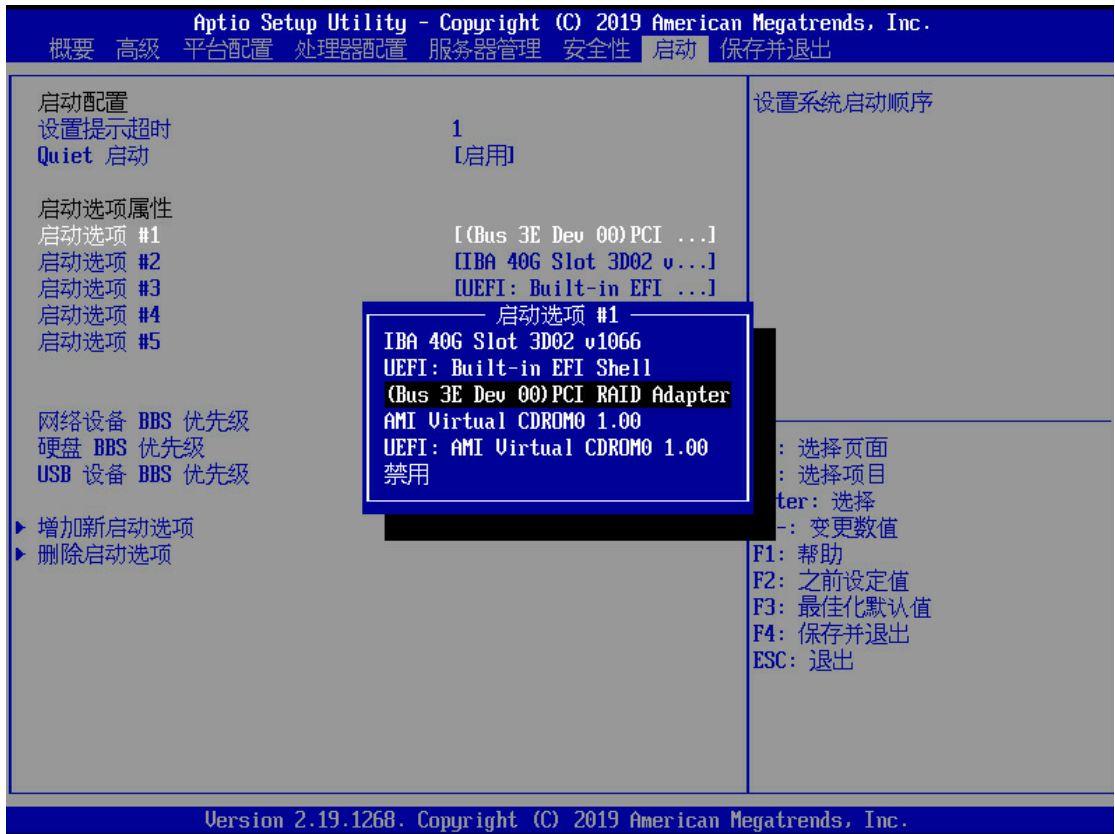 Aptio Setup Utility - Copyright (C) 2019 American Megatrends, Inc.
概要 高级 平台配置 处理器配置 服务器管理 安全性 启动 保存并退出
启动配置
设置提示超时 1
Quiet 启动 [启用]
启动选项属性
启动选项 #1 [(Bus 3E Dev 00)PCI ...]
启动选项 #2 [IBA 40G Slot 3D02 v...]
启动选项 #3 [UEFI: Built-in EFI ...]
启动选项 #4
启动选项 #5
网络设备 BBS 优先级
硬盘 BBS 优先级
USB 设备 BBS 优先级
增加新启动选项
删除启动选项
启动选项 #1
IBA 40G Slot 3D02 v1066
UEFI: Built-in EFI Shell
(Bus 3E Dev 00)PCI RAID Adapter
AMI Virtual CDROM0 1.00
UEFI: AMI Virtual CDROM0 1.00
禁用
设置系统启动顺序
: 选择页面
: 选择项目
ter: 选择
-: 变更数值
F1: 帮助
F2: 之前设定值
F3: 最佳化默认值
F4: 保存并退出
ESC: 退出
Version 2.19.1268. Copyright (C) 2019 American Megatrends, Inc.